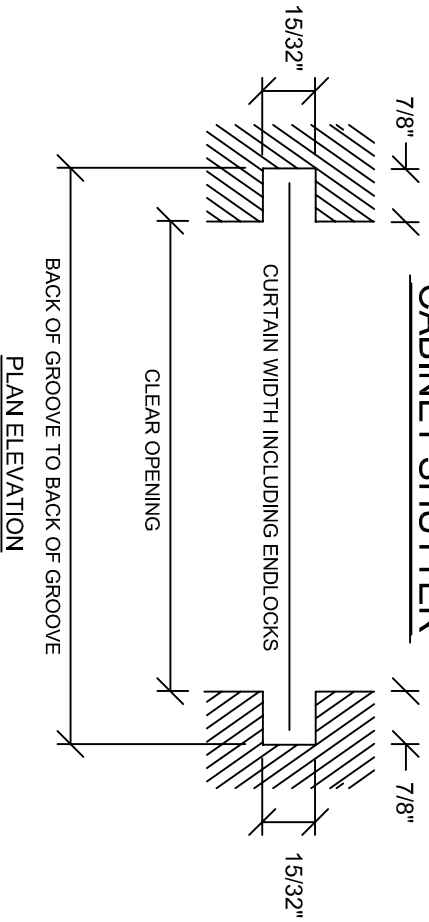 CABINET SHUTTER
7/8"
7/8"
15/32"
CURTAIN WIDTH INCLUDING ENDLOCKS
15/32"
CLEAR OPENING
BACK OF GROOVE TO BACK OF GROOVE
PLAN ELEVATION